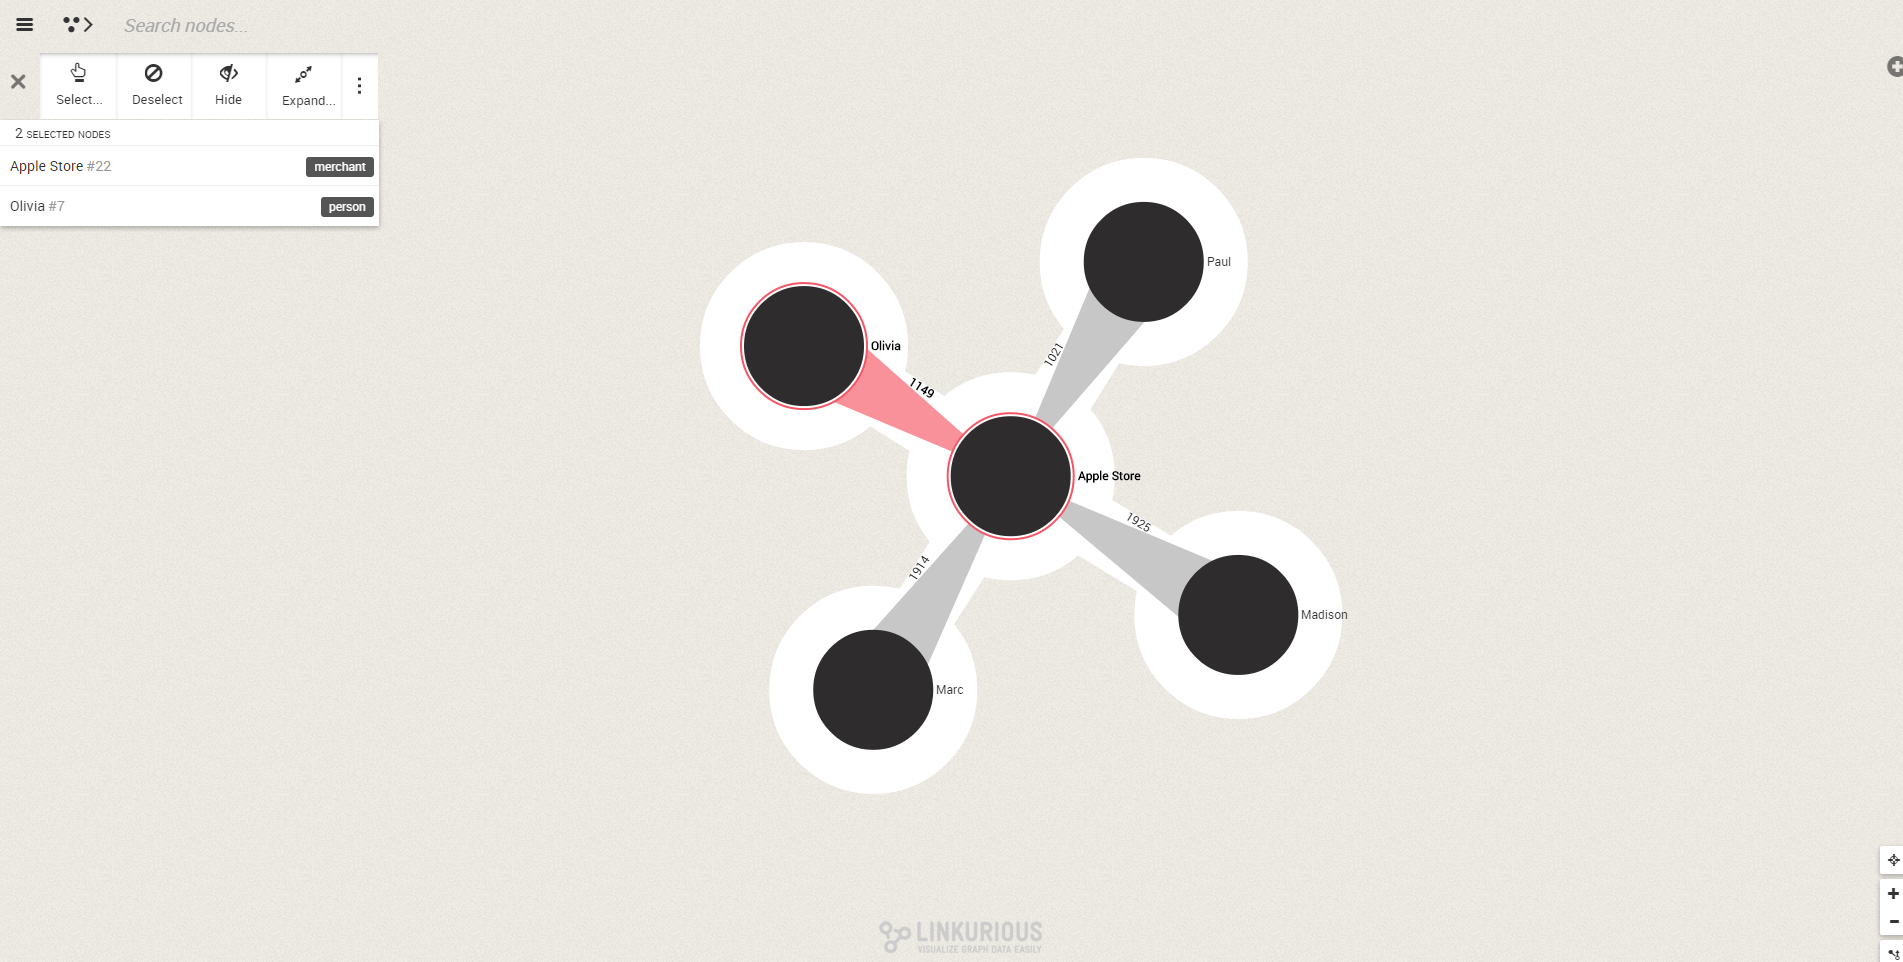 Search nodes...
Select...
Deselect
Hide
Expand...
2 SELECTED NODES
Apple Store #22
merchant
Olivia #7
person
Paul
1021
Olivia
1149
Apple Store
1925
1914
Madison
Marc
LINKURIOUS
VISUALIZE GRAPH DATA EASILY